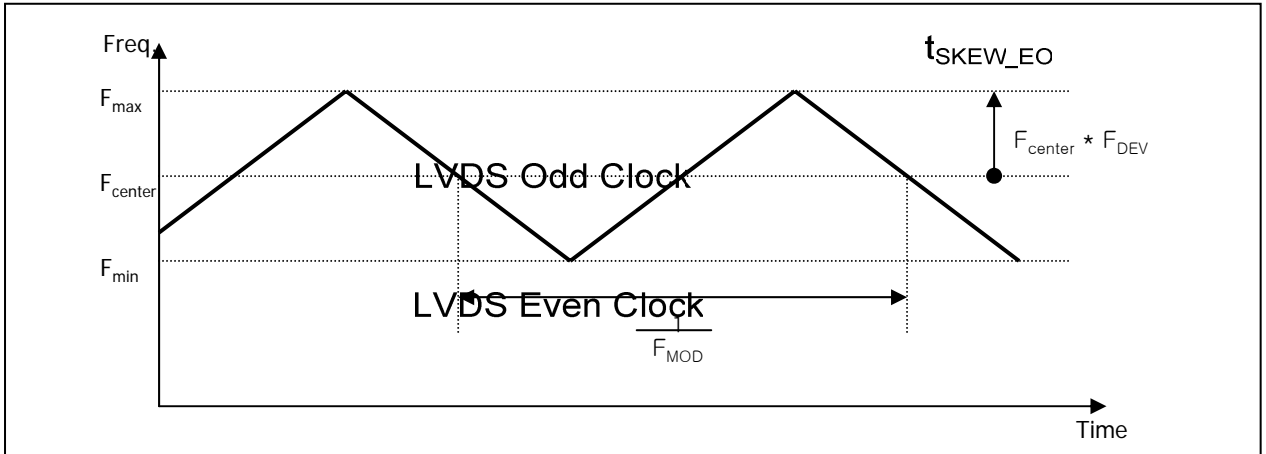 Freq.
tSKEW_EO
Fmax
Fcenter * FDEV
LVDS Odd Clock
Fcenter
Fmin
LVDS Even Clock
1
FMOD
Time